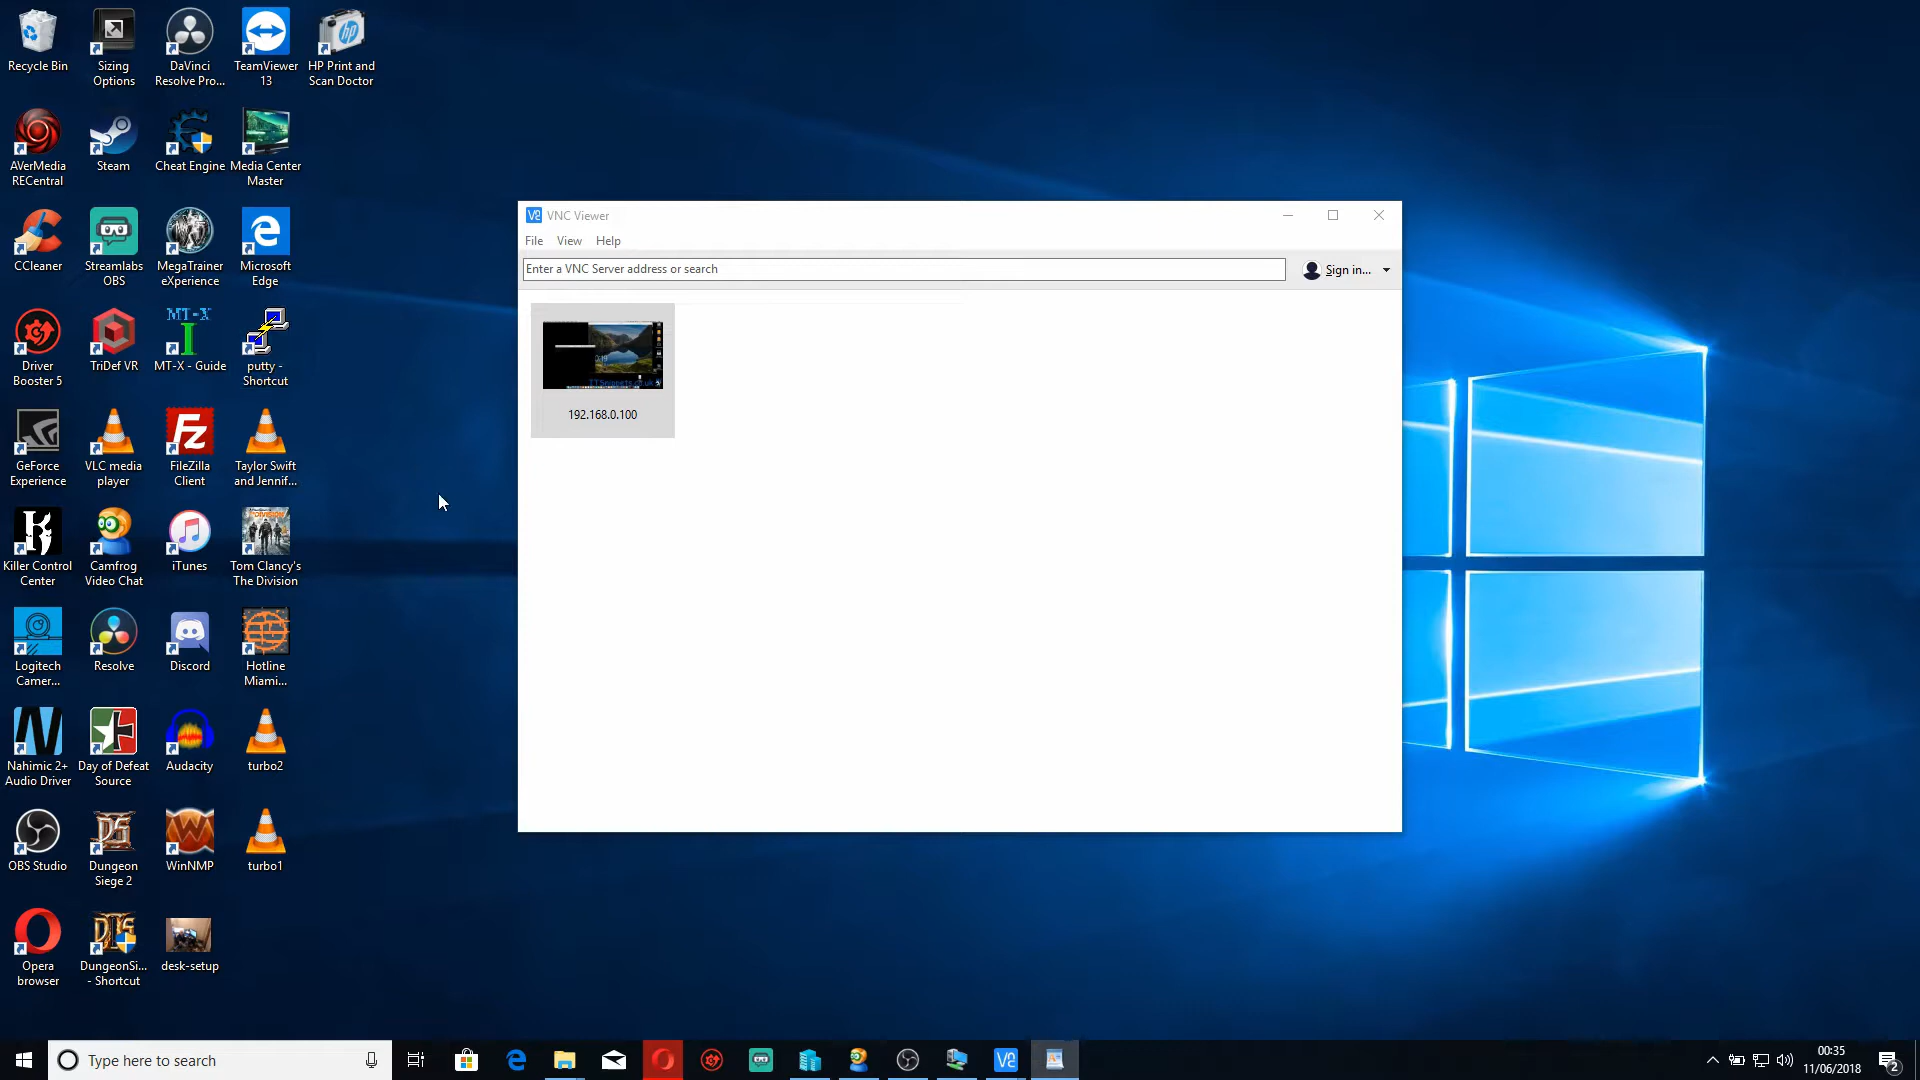 Recycle Bin
Sizing
Options
DaVinci
Resolve Pro...
TeamViewer
13
HP Print and
Scan Doctor
AVerMedia
RECentral
Steam
Cheat Engine
Media Center
Master
CCleaner
Streamlabs
OBS
MegaTrainer
eXperience
Microsoft
Edge
Driver
Booster 5
TriDef VR
MT-X
MT-X - Guide
putty -
Shortcut
GeForce
Experience
VLC media
player
FileZilla
Client
Taylor Swift
and Jennif...
Killer Control
Center
Camfrog
Video Chat
iTunes
Tom Clancy's
The Division
Logitech
Camer...
Resolve
Discord
Hotline
Miami...
Nahimic 2+
Audio Driver
Day of Defeat
Source
Audacity
turbo2
OBS Studio
Dungeon
Siege 2
WinNMP
turbo1
Opera
browser
DungeonSi...
- Shortcut
desk-setup
VNC Viewer
File View Help
Enter a VNC Server address or search
Sign in...
192.168.0.100
Type here to search
00:35
11/06/2018
2